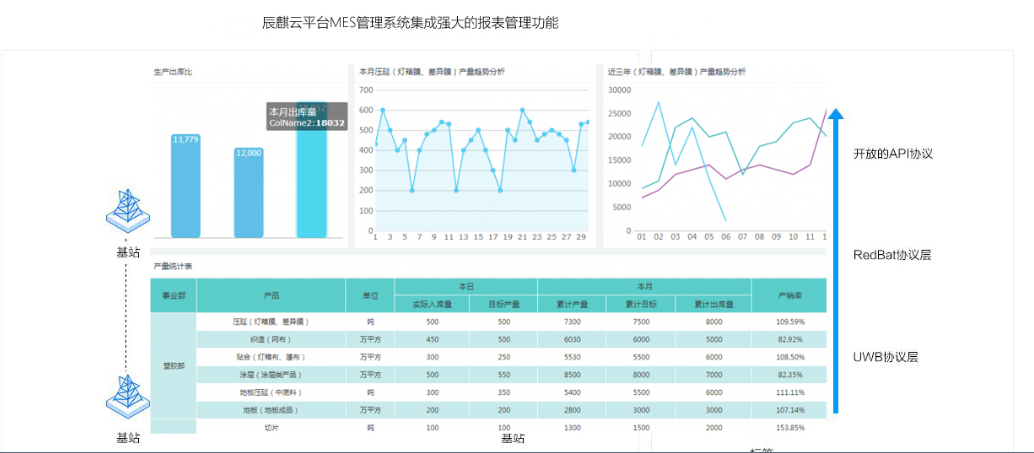 辰麒云平台MES管理系统集成强大的报表管理功能
生产出库比
13,779
12,000
本月出库量
ColName2:18032
本月压延（灯箱膜、差异膜）产量趋势分析
700
600
500
400
300
200
100
0
1 3 5 7 9 11 13 15 17 19 21 23 25 27 29
近三年（灯箱膜、差异膜）产量趋势分析
30000
25000
20000
15000
10000
5000
0
01 02 03 04 05 06 07 08 09 10 11 1
开放的API协议
RedBat协议层
UWB协议层
基站
基站
产量统计表
事业部 产品 单位 本日 本月 产销率
实际入库量 目标产量 累计产量 累计目标 累计出库量
塑胶部
压延（灯箱膜、差异膜） 吨 500 500 7300 7500 8000 109.59%
织造（网布） 万平方 450 500 6030 6000 5000 82.92%
贴合（灯箱布、篷布） 万平方 300 250 5530 5500 6000 108.50%
涂层（涂层类产品） 万平方 500 550 8500 8000 7000 82.35%
地板压延（中底料） 吨 300 350 5400 5500 6000 111.11%
地板（地板成品） 万平方 200 200 2800 3000 3000 107.14%
切片 吨 100 100 1300 1500 2000 153.85%
基站